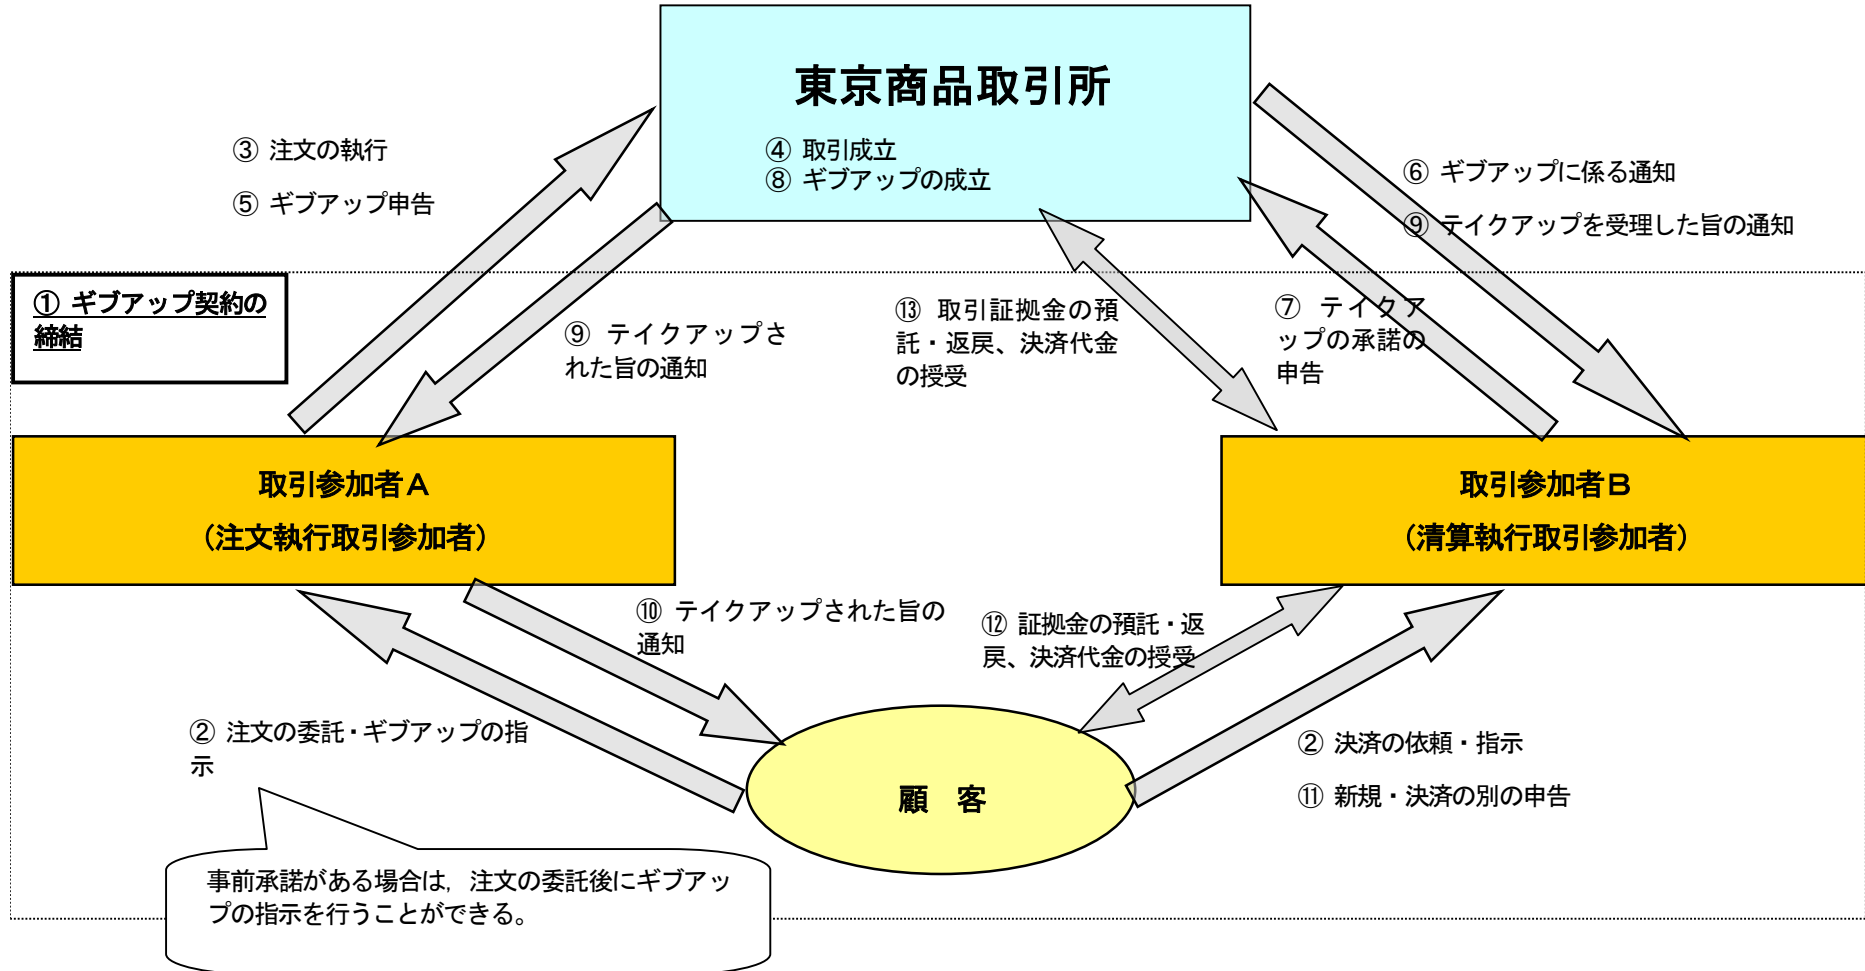 東京商品取引所
③ 注文の執行
⑤ ギブアップ申告
④ 取引成立
⑧ ギブアップの成立
⑥ ギブアップに係る通知
⑨ テイクアップを受理した旨の通知
① ギブアップ契約の
締結
⑨ テイクアップさ
れた旨の通知
⑬ 取引証拠金の預
託・返戻、決済代金
の授受
⑦ テイクア
ップの承諾の
申告
取引参加者A
(注文執行取引参加者)
取引参加者B
(清算執行取引参加者)
⑩ テイクアップされた旨の
通知
⑫ 証拠金の預託・返
戻、決済代金の授受
② 注文の委託・ギブアップの指
示
② 決済の依頼・指示
⑪ 新規・決済の別の申告
顧 客
事前承諾がある場合は,注文の委託後にギブアッ
プの指示を行うことができる。